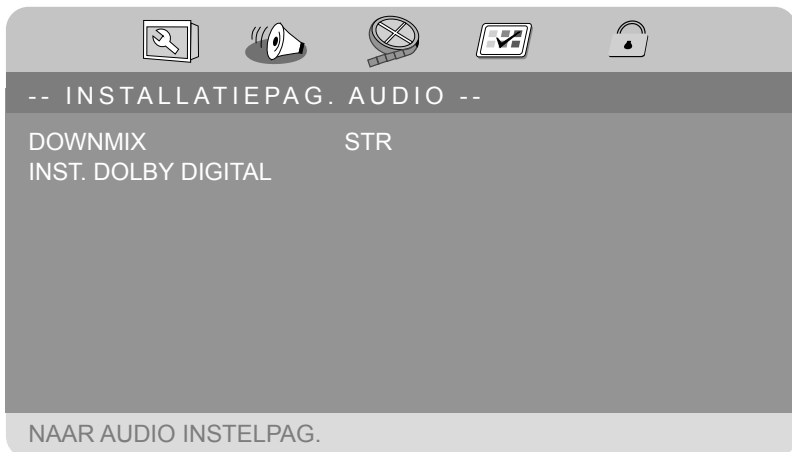 -- INSTALLATIEPAG. AUDIO --
DOWNMIX STR
INST. DOLBY DIGITAL
NAAR AUDIO INSTELPAG.